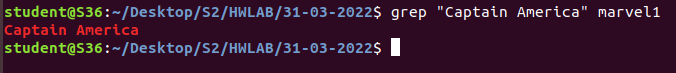 student@S36:~/Desktop/S2/HWLAB/31-03-2022$ grep "Captain America" marvel1
Captain America
student@S36:~/Desktop/S2/HWLAB/31-03-2022$